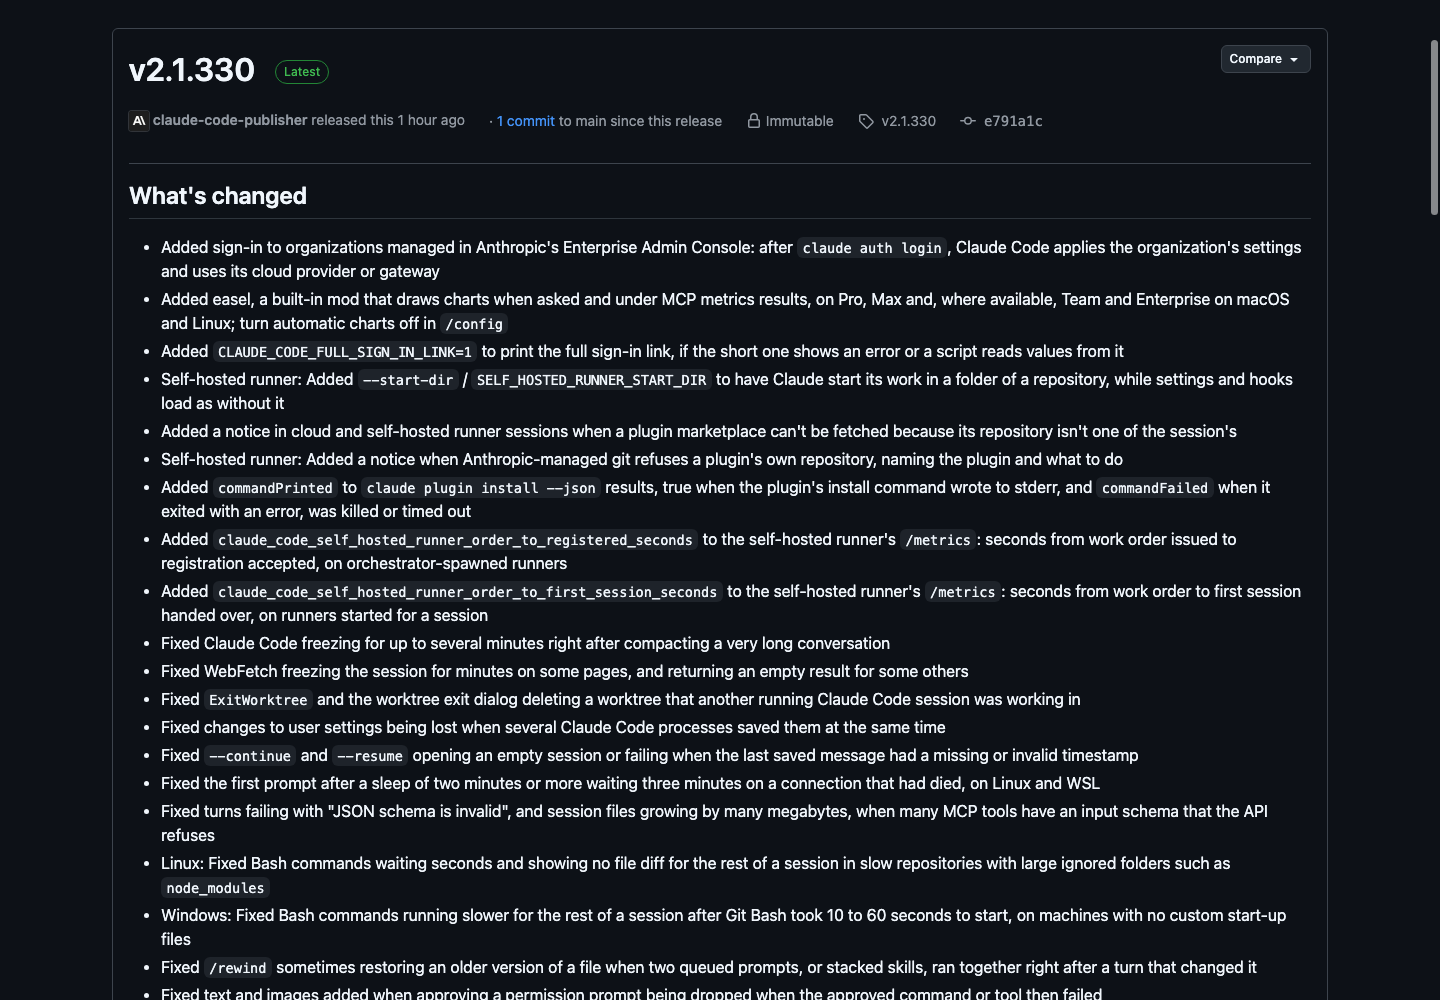 v2.1.330 Latest Compare
claude-code-publisher released this 1 hour ago · 1 commit to main since this release Immutable v2.1.330 e791a1c
What's changed
• Added sign-in to organizations managed in Anthropic's Enterprise Admin Console: after claude auth login, Claude Code applies the organization's settings
and uses its cloud provider or gateway
• Added easel, a built-in mod that draws charts when asked and under MCP metrics results, on Pro, Max and, where available, Team and Enterprise on macOS
and Linux; turn automatic charts off in /config
• Added CLAUDE_CODE_FULL_SIGN_IN_LINK=1 to print the full sign-in link, if the short one shows an error or a script reads values from it
• Self-hosted runner: Added --start-dir / SELF_HOSTED_RUNNER_START_DIR to have Claude start its work in a folder of a repository, while settings and hooks
load as without it
• Added a notice in cloud and self-hosted runner sessions when a plugin marketplace can't be fetched because its repository isn't one of the session's
• Self-hosted runner: Added a notice when Anthropic-managed git refuses a plugin's own repository, naming the plugin and what to do
• Added commandPrinted to claude plugin install --json results, true when the plugin's install command wrote to stderr, and commandFailed when it
exited with an error, was killed or timed out
• Added claude_code_self_hosted_runner_order_to_registered_seconds to the self-hosted runner's /metrics: seconds from work order issued to
registration accepted, on orchestrator-spawned runners
• Added claude_code_self_hosted_runner_order_to_first_session_seconds to the self-hosted runner's /metrics: seconds from work order to first session
handed over, on runners started for a session
• Fixed Claude Code freezing for up to several minutes right after compacting a very long conversation
• Fixed WebFetch freezing the session for minutes on some pages, and returning an empty result for some others
• Fixed ExitWorktree and the worktree exit dialog deleting a worktree that another running Claude Code session was working in
• Fixed changes to user settings being lost when several Claude Code processes saved them at the same time
• Fixed --continue and --resume opening an empty session or failing when the last saved message had a missing or invalid timestamp
• Fixed the first prompt after a sleep of two minutes or more waiting three minutes on a connection that had died, on Linux and WSL
• Fixed turns failing with "JSON schema is invalid", and session files growing by many megabytes, when many MCP tools have an input schema that the API
refuses
• Linux: Fixed Bash commands waiting seconds and showing no file diff for the rest of a session in slow repositories with large ignored folders such as
node_modules
• Windows: Fixed Bash commands running slower for the rest of a session after Git Bash took 10 to 60 seconds to start, on machines with no custom start-up
files
• Fixed /rewind sometimes restoring an older version of a file when two queued prompts, or stacked skills, ran together right after a turn that changed it
• Fixed text and images added when approving a permission prompt being dropped when the approved command or tool then failed